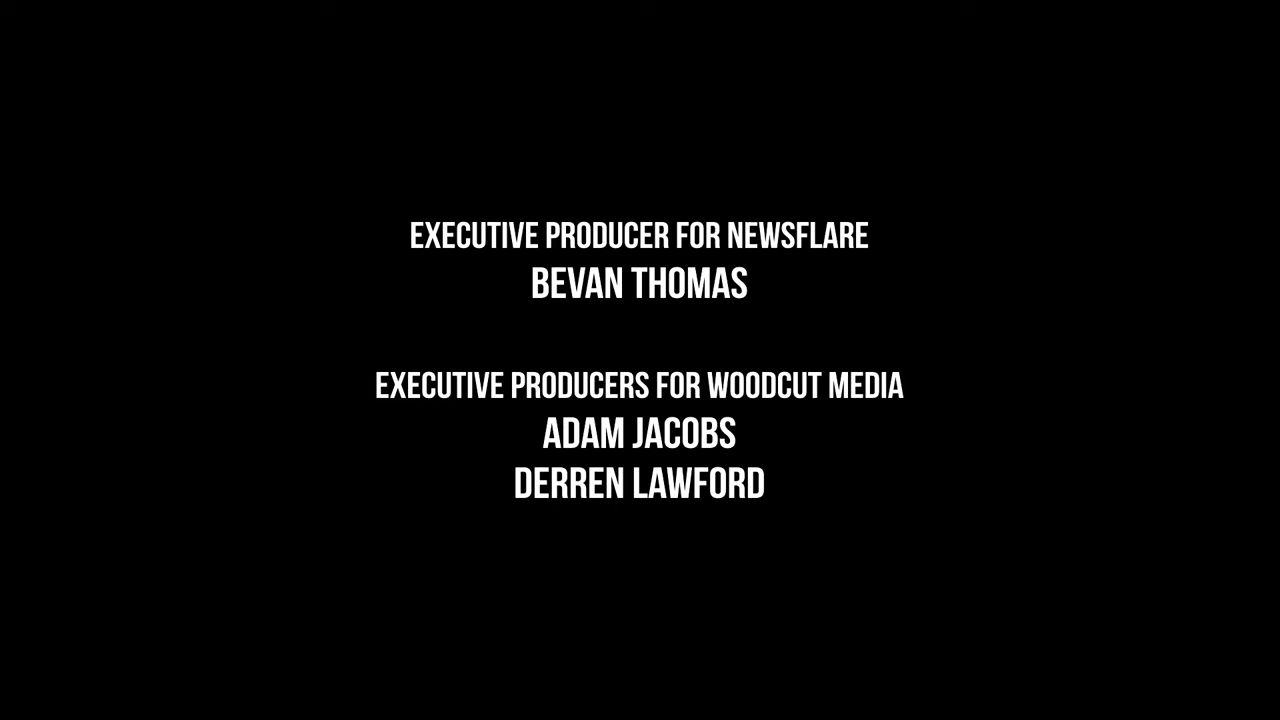 EXECUTIVE PRODUCER FOR NEWSFLARE
BEVAN THOMAS
EXECUTIVE PRODUCERS FOR WOODCUT MEDIA
ADAM JACOBS
DERREN LAWFORD